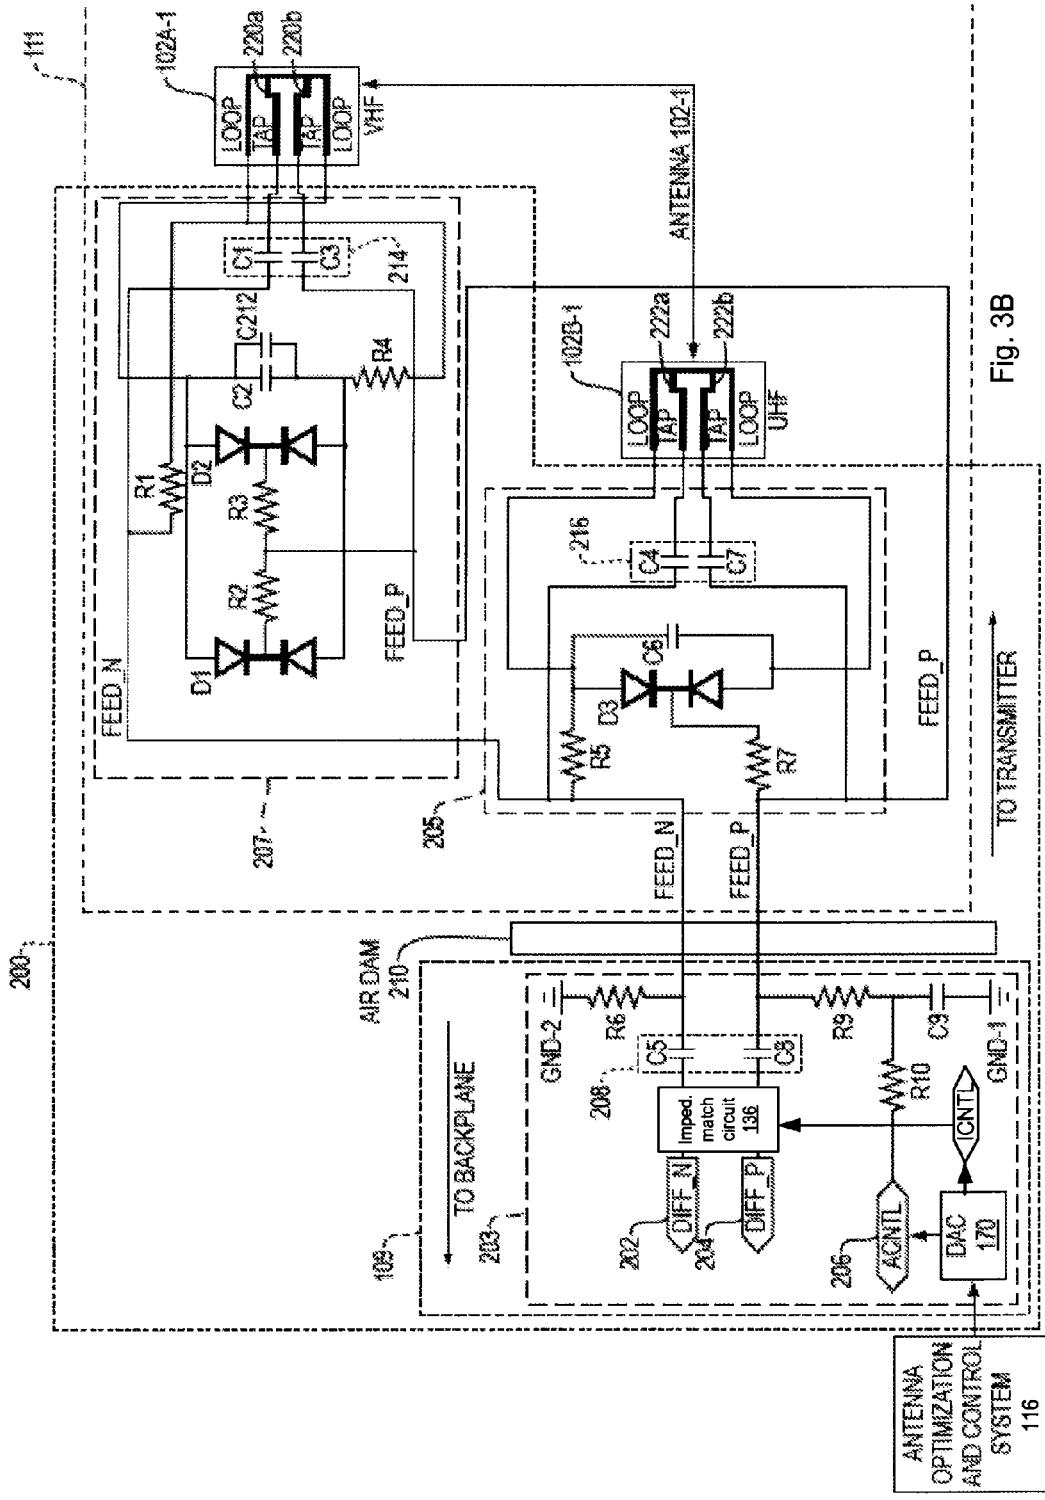 200
111
102A-1
220a
220b
LOOP
TAP
TAP
LOOP
VHF
207
FEED_N
D1
R2
R3
D2
R1
C2
C212
R4
C1
C3
214
FEED_P
ANTENNA 102-1
102B-1
222a
222b
LOOP
TAP
TAP
LOOP
UHF
205
R5
D3
C6
R7
216
C4
C7
FEED_N
FEED_P
FEED_P
TO TRANSMITTER
AIR DAM
210
TO BACKPLANE
109
203
GND-2
R6
208
C5
C8
Imped.
match
circuit
136
202
DIFF_N
204
DIFF_P
R9
C9
GND-1
R10
206
ACNTL
ICNTL
DAC
170
ANTENNA
OPTIMIZATION
AND CONTROL
SYSTEM
116
Fig. 3B